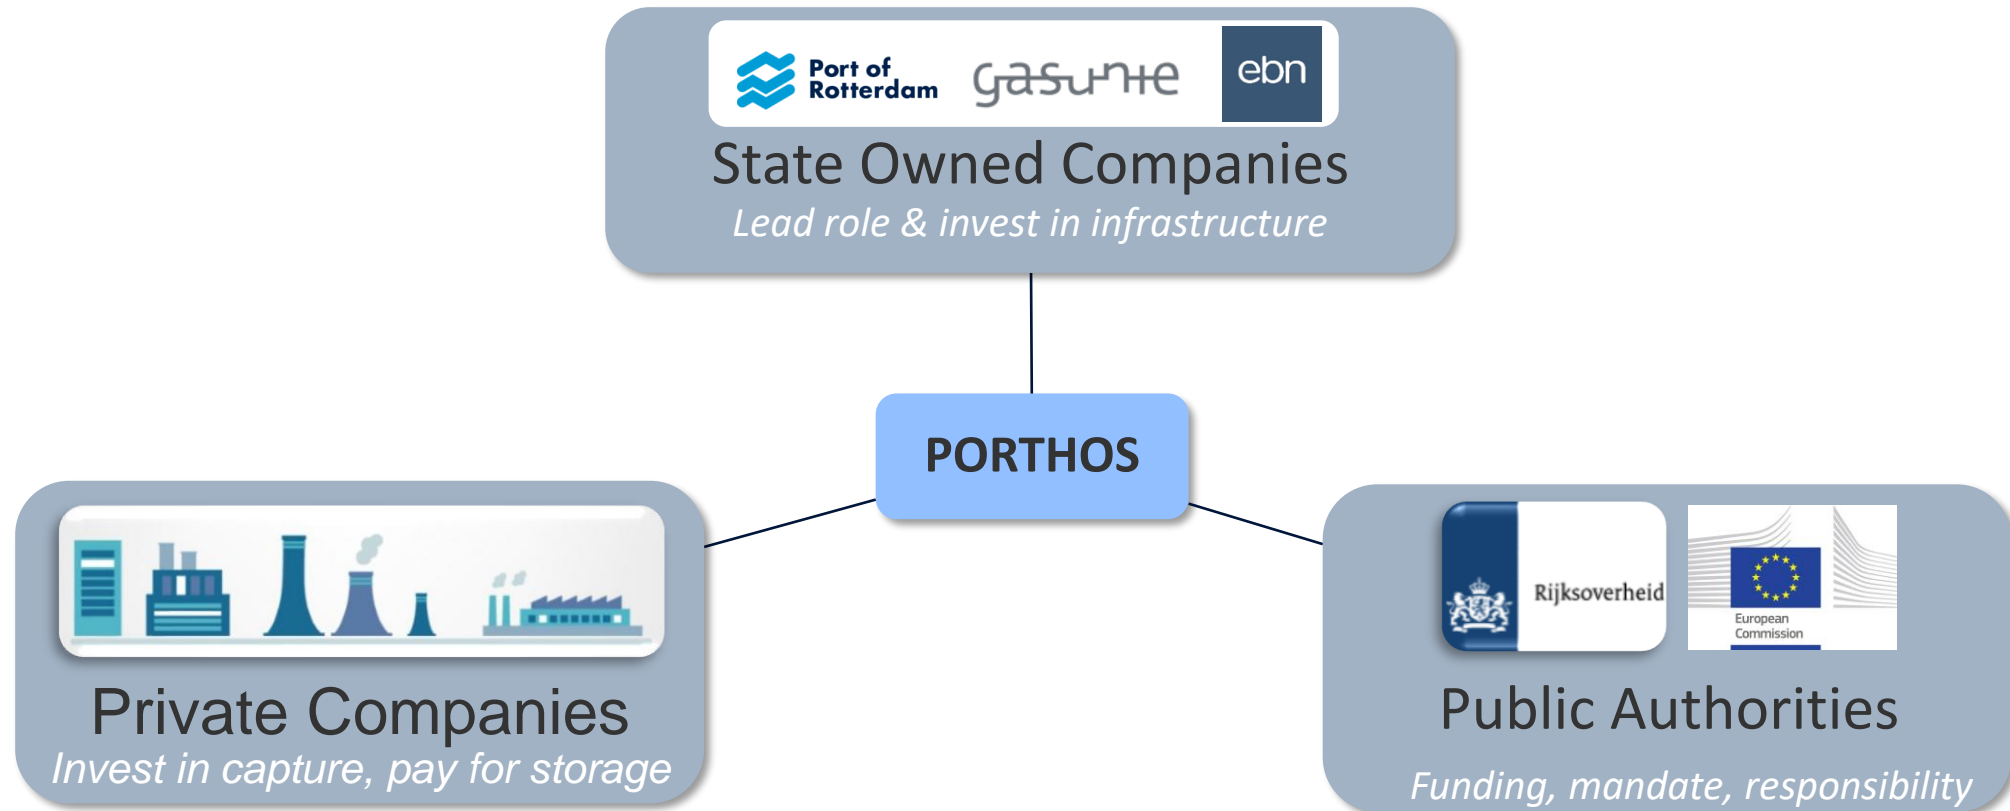 Port of
Rotterdam
gasunie
ebn
State Owned Companies
Lead role & invest in infrastructure
PORTHOS
Private Companies
Invest in capture, pay for storage
Rijksoverheid
European
Commission
Public Authorities
Funding, mandate, responsibility